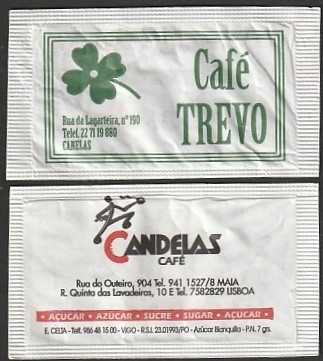 Café
TREVO
Rua da Lagarteira, nº 190
Telef. 22 71 19 880
CANELAS
CANDELAS
CAFÉ
Rua do Outeiro, 904 Tel. 941 1527/8 MAIA
R. Quinta das Lavadeiras, 10 E Tel. 7582829 LISBOA
• AÇUCAR • AZÚCAR • SUCRE • SUGAR • AÇUCAR •
E. CELTA - Telf. 986 48 15 00 - VIGO - R.S.I. 23.01993/PO - Azúcar Blanquilla - P.N. 7 grs.